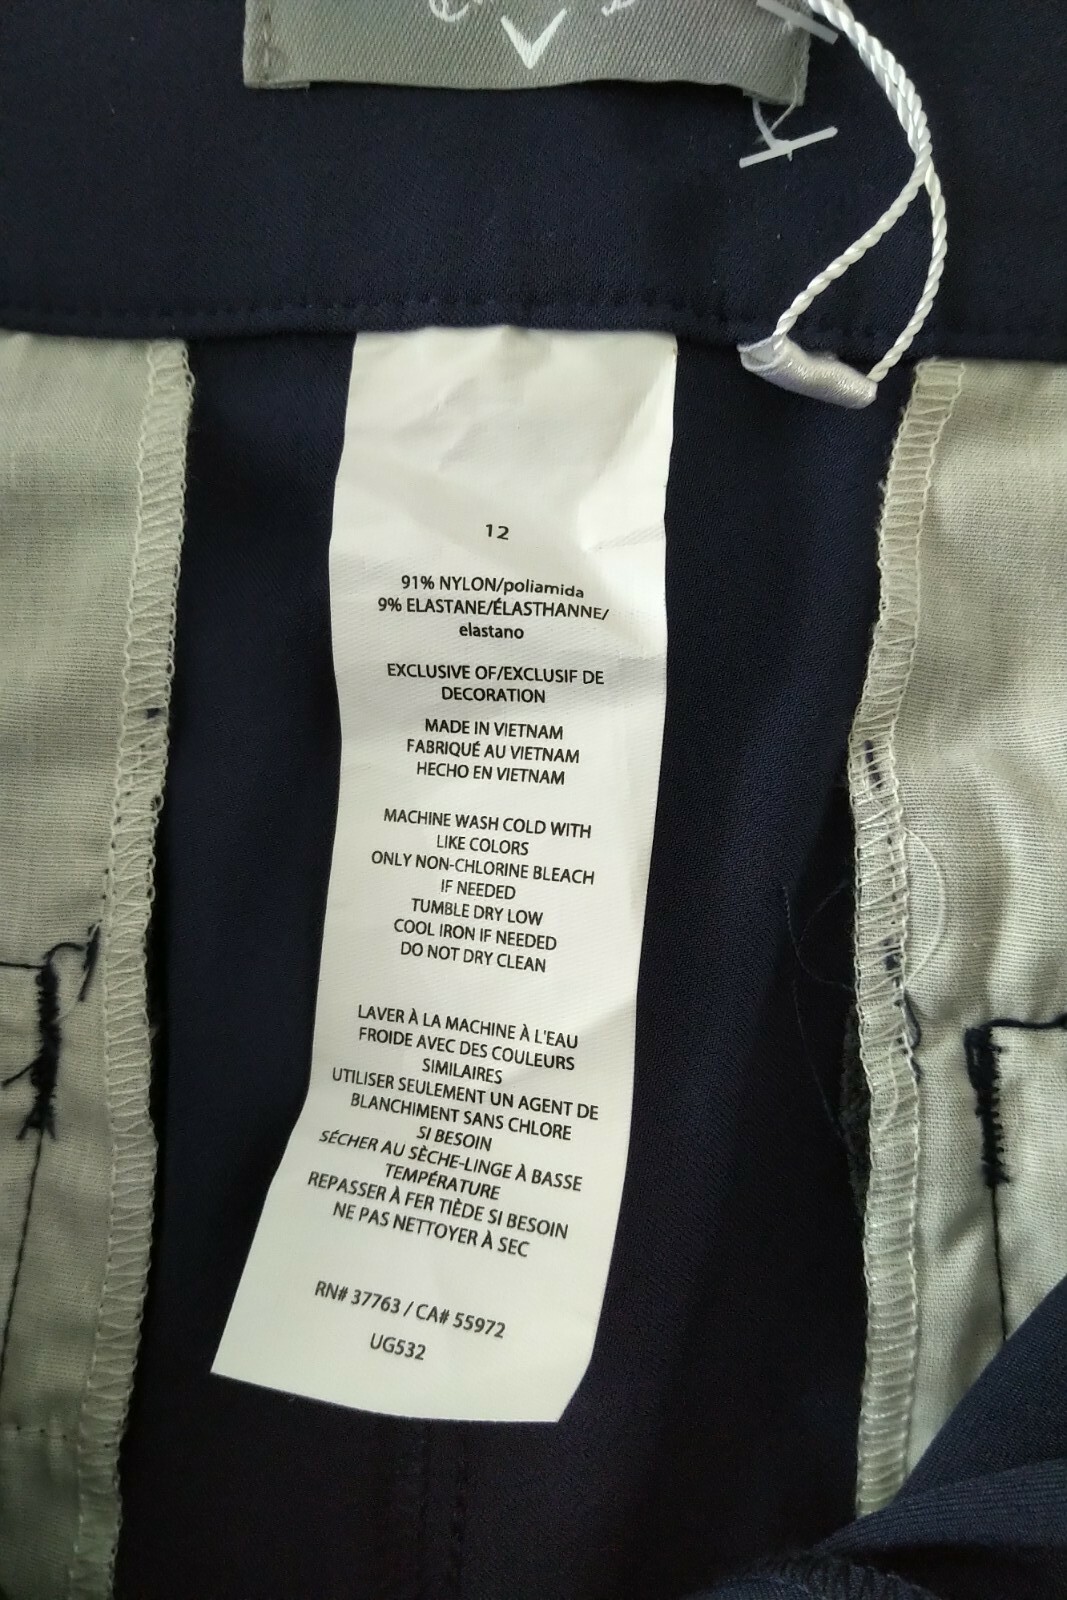 12
91% NYLON/poliamida
9% ELASTANE/ÉLASTHANNE/
elastano
EXCLUSIVE OF/EXCLUSIF DE
DECORATION
MADE IN VIETNAM
FABRIQUÉ AU VIETNAM
HECHO EN VIETNAM
MACHINE WASH COLD WITH
LIKE COLORS
ONLY NON-CHLORINE BLEACH
IF NEEDED
TUMBLE DRY LOW
COOL IRON IF NEEDED
DO NOT DRY CLEAN
LAVER À LA MACHINE À L'EAU
FROIDE AVEC DES COULEURS
SIMILAIRES
UTILISER SEULEMENT UN AGENT DE
BLANCHIMENT SANS CHLORE
SI BESOIN
SÉCHER AU SÈCHE-LINGE À BASSE
TEMPÉRATURE
REPASSER À FER TIÈDE SI BESOIN
NE PAS NETTOYER À SEC
RN# 37763 / CA# 55972
UG532